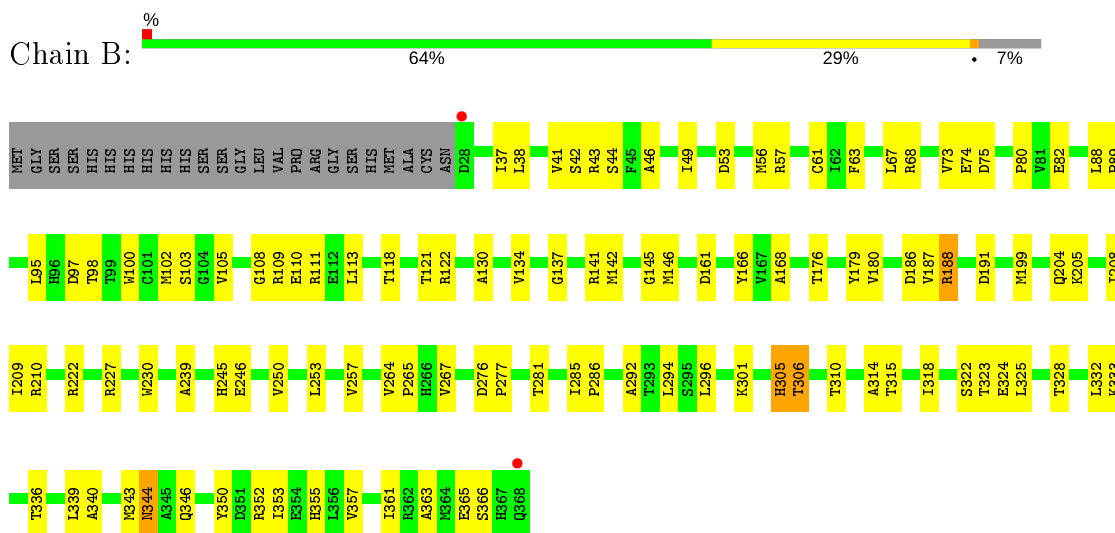 %
Chain B:
64% 29% • 7%
MET GLY SER SER HIS HIS HIS HIS HIS HIS SER SER GLY LEU VAL PRO ARG GLY SER HIS MET ALA CYS ASN D28 I37 L38 V41 S42 R43 S44 F45 A46 I49 D53 M56 R57 C61 I62 F63 L67 R68 V73 E74 D75 P80 V81 E82 L88
L95 H96 D97 T98 T99 W100 C101 M102 S103 G104 V105 G108 R109 E110 R111 E112 L113 T118 T121 R122 A130 V134 G137 R141 M142 G145 M146 D161 Y166 V167 A168 T176 Y179 V180 D186 V187 R188 D191 M199 Q204 K205
I209 R210 R222 R227 W230 A239 H245 E246 V250 L253 V257 V264 P265 H266 V267 D276 P277 T281 I285 P286 A292 T293 L294 S295 L296 K301 H305 T306 T310 A314 T315 I318 S322 T323 E324 L325 T328 L332
T336 L339 A340 M343 N344 A345 Q346 Y350 D351 R352 I353 E354 H355 L356 V357 I361 R362 A363 M364 E365 S366 H367 Q368